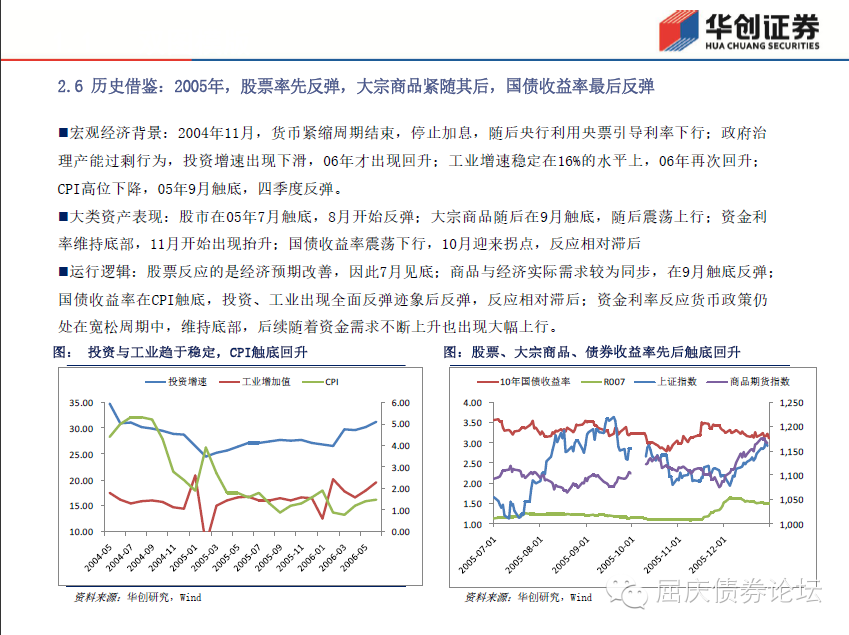 华创证券
HUA CHUANG SECURITIES
2.6 历史借鉴：2005年，股票率先反弹，大宗商品紧随其后，国债收益率最后反弹
■宏观经济背景：2004年11月，货币紧缩周期结束，停止加息，随后央行利用央票引导利率下行；政府治
理产能过剩行为，投资增速出现下滑，06年才出现回升；工业增速稳定在16%的水平上，06年再次回升；
CPI高位下降，05年9月触底，四季度反弹。
■大类资产表现：股市在05年7月触底，8月开始反弹；大宗商品随后在9月触底，随后震荡上行；资金利
率维持底部，11月开始出现抬升；国债收益率震荡下行，10月迎来拐点，反应相对滞后
■运行逻辑：股票反应的是经济预期改善，因此7月见底；商品与经济实际需求较为同步，在9月触底反弹；
国债收益率在CPI触底，投资、工业出现全面反弹迹象后反弹，反应相对滞后；资金利率反应货币政策仍
处在宽松周期中，维持底部，后续随着资金需求不断上升也出现大幅上行。
图： 投资与工业趋于稳定，CPI触底回升
投资增速 工业增加值 CPI
35.00 6.00
30.00 5.00
25.00 4.00
20.00 3.00
15.00 2.00
10.00 1.00
0.00
2004-05 2004-07 2004-09 2004-11 2005-01 2005-03 2005-05 2005-07 2005-09 2005-11 2006-01 2006-03 2006-05
资料来源：华创研究，Wind
图：股票、大宗商品、债券收益率先后触底回升
10年国债收益率 R007 上证指数 商品期货指数
4.00 1,250
3.50 1,200
3.00 1,150
2.50 1,100
2.00 1,050
1.50 1,000
1.00
2005-07-01 2005-08-01 2005-09-01 2005-10-01 2005-11-01 2005-12-01
资料来源：华创研究，Wind
屈庆债券论坛